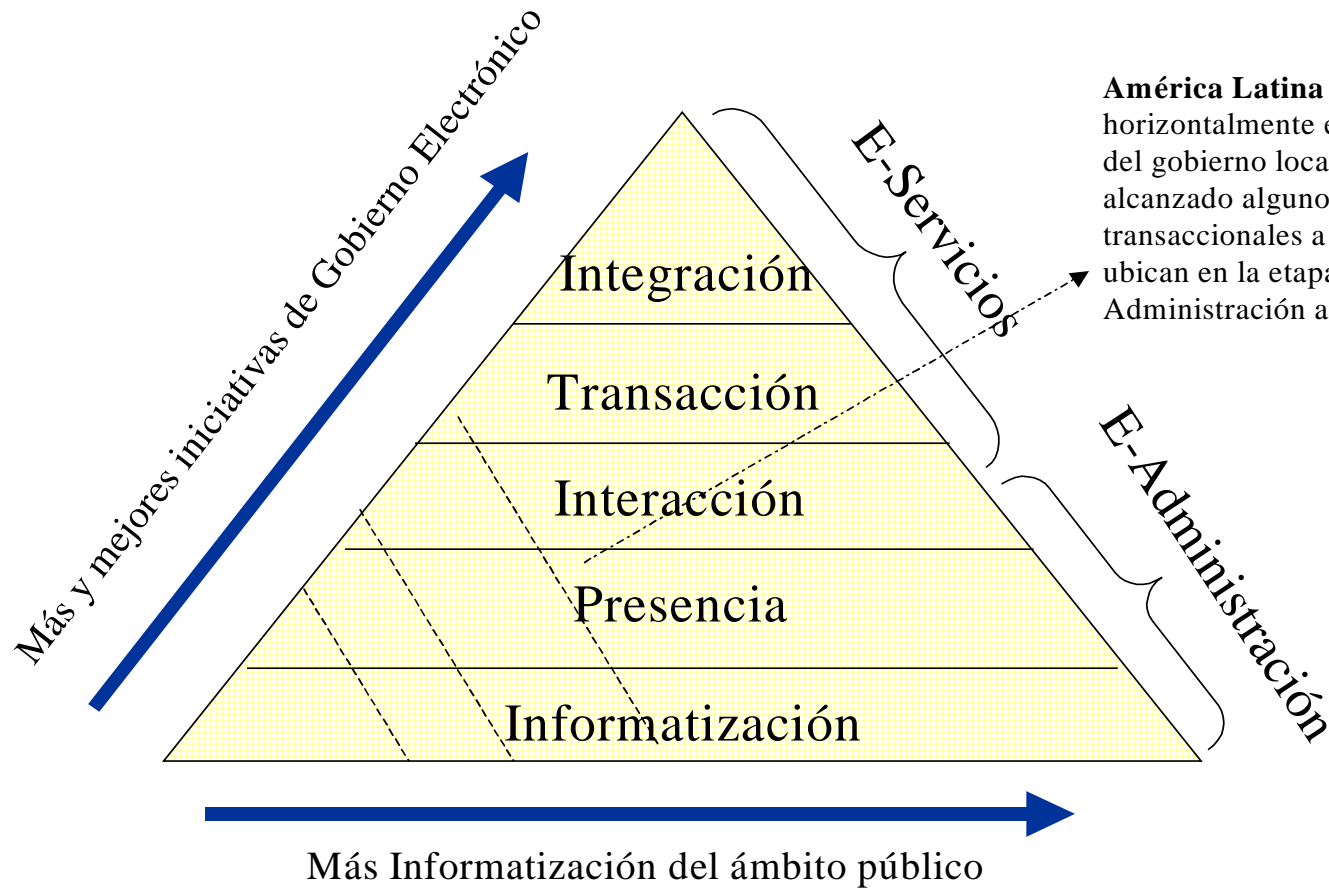 Más y mejores iniciativas de Gobierno Electrónico
América Latina
horizontalmente e
del gobierno loca
alcanzado alguno
transaccionales a
ubican en la etapa
Administración a
E-Servicios
Integración
Transacción
Interacción
Presencia
Informatización
E-Administración
Más Informatización del ámbito público